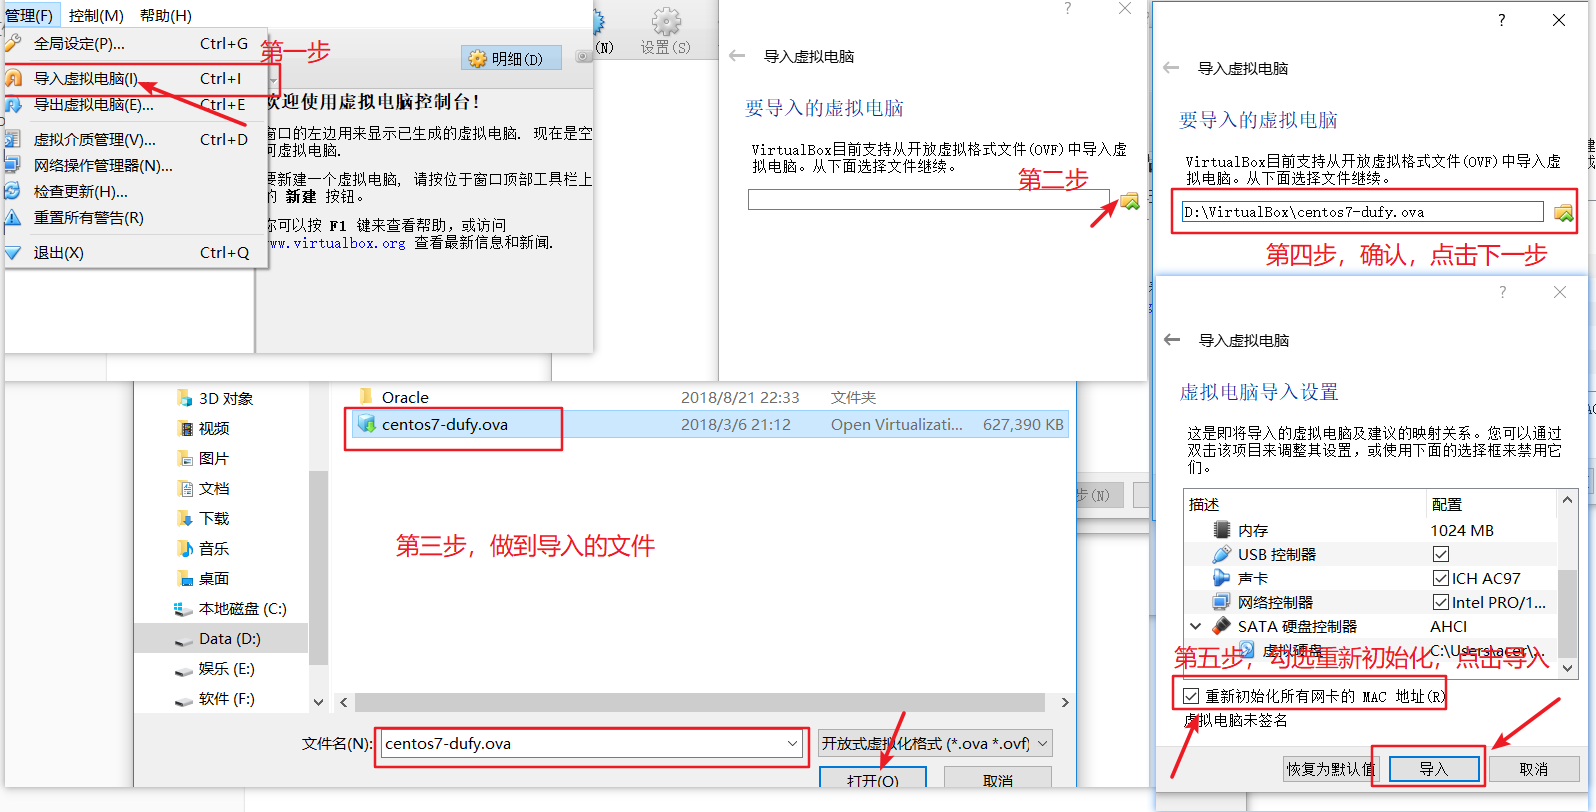 管理(F) 控制(M) 帮助(H)
全局设定(P)... Ctrl+G
第一步
导入虚拟电脑(I) Ctrl+I
导出虚拟电脑(E)... Ctrl+E
虚拟介质管理(V)... Ctrl+D
网络操作管理器(N)...
检查更新(H)...
重置所有警告(R)
退出(X) Ctrl+Q
明细(D)
(N)
设置(S)
欢迎使用虚拟电脑控制台!
窗口的左边用来显示已生成的虚拟电脑. 现在是空
何虚拟电脑.
要新建一个虚拟电脑, 请按位于窗口顶部工具栏上
的 新建 按钮。
你可以按 F1 键来查看帮助, 或访问
ww.virtualbox.org 查看最新信息和新闻.
?
导入虚拟电脑
要导入的虚拟电脑
VirtualBox目前支持从开放虚拟格式文件(OVF)中导入虚
拟电脑。从下面选择文件继续。
第二步
?
导入虚拟电脑
要导入的虚拟电脑
VirtualBox目前支持从开放虚拟格式文件(OVF)中导入虚
拟电脑。从下面选择文件继续。
D:\VirtualBox\centos7-dufy.ova
第四步，确认，点击下一步
3D 对象
视频
图片
文档
下载
音乐
桌面
本地磁盘 (C:)
Data (D:)
娱乐 (E:)
软件 (F:)
Oracle 2018/8/21 22:33 文件夹
centos7-dufy.ova 2018/3/6 21:12 Open Virtualizati... 627,390 KB
步(N)
第三步，做到导入的文件
文件名(N): centos7-dufy.ova 开放式虚拟化格式 (*.ova *.ovf)
打开(O) 取消
?
导入虚拟电脑
虚拟电脑导入设置
这是即将导入的虚拟电脑及建议的映射关系。您可以通过
双击该项目来调整其设置，或使用下面的选择框来禁用它
们。
描述 配置
内存 1024 MB
USB 控制器
声卡 ICH AC97
网络控制器 Intel PRO/1...
SATA 硬盘控制器 AHCI
虚拟硬盘 C:\Users\acer\...
第五步，勾选重新初始化，点击导入
重新初始化所有网卡的 MAC 地址(R)
虚拟电脑未签名
恢复为默认值 导入 取消